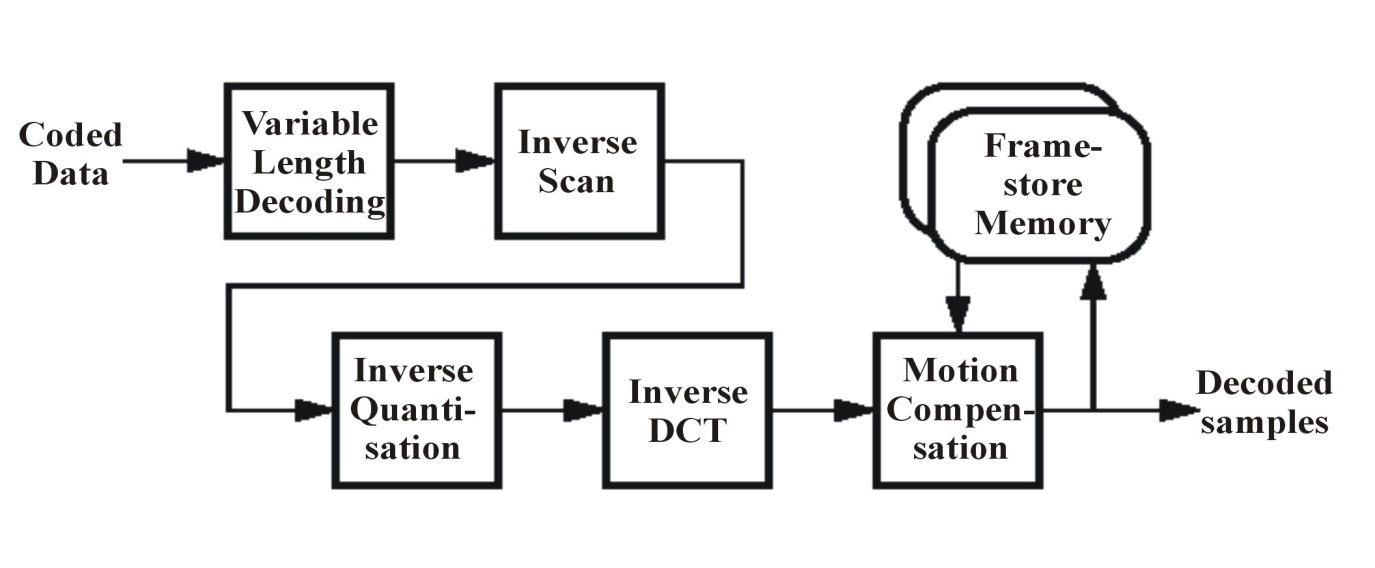 Coded
Data
Variable
Length
Decoding
Inverse
Scan
Frame-
store
Memory
Inverse
Quanti-
sation
Inverse
DCT
Motion
Compen-
sation
Decoded
samples